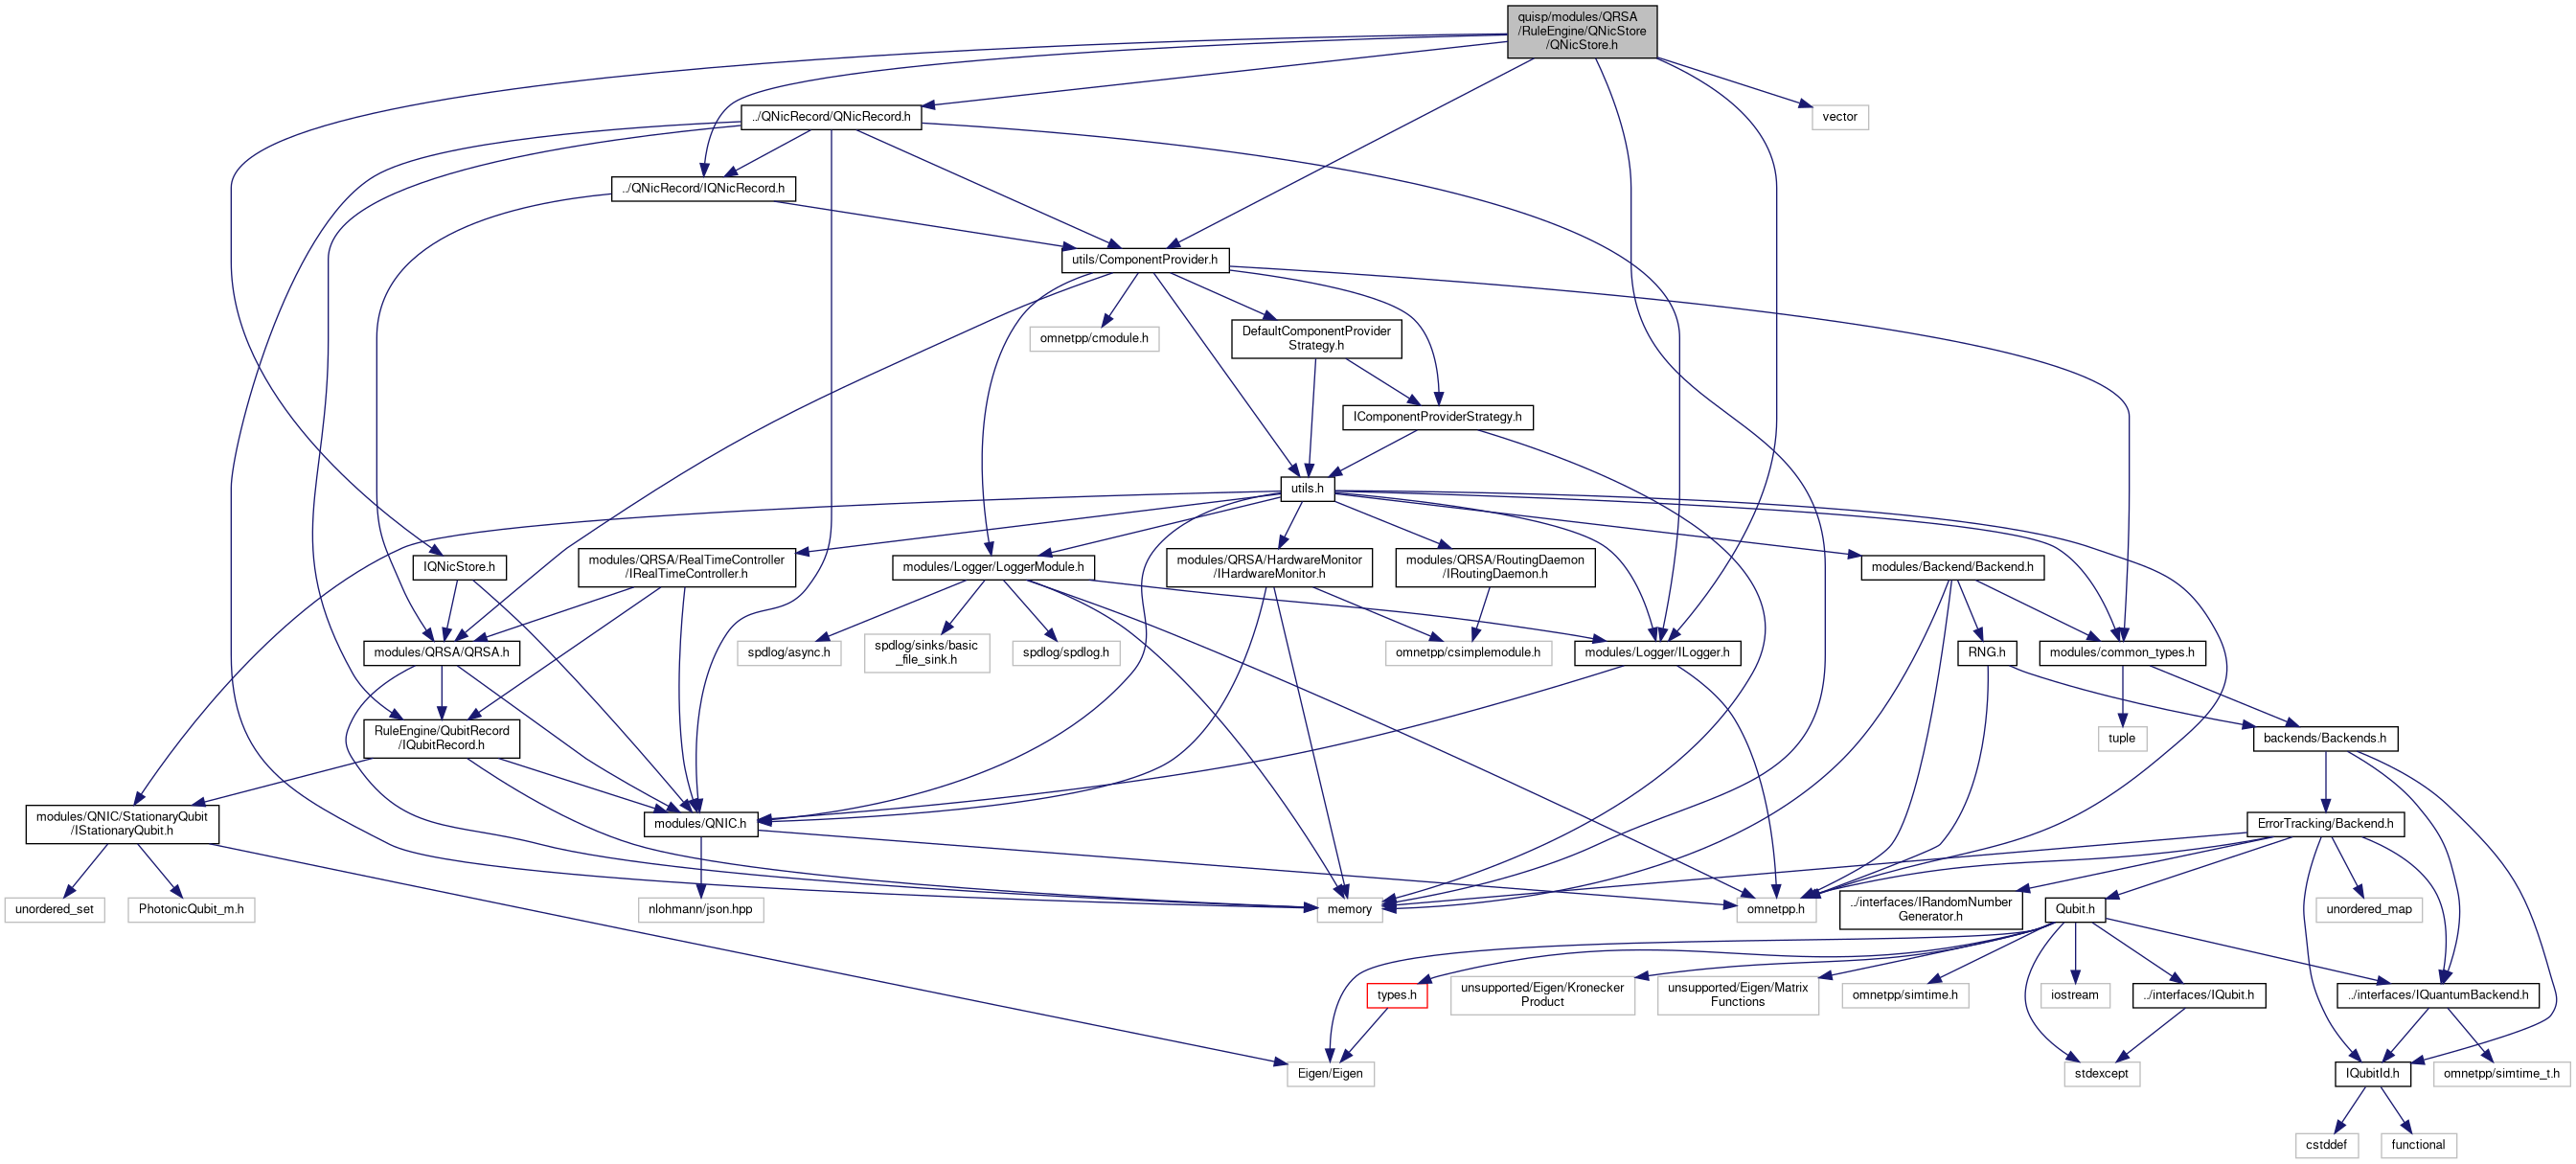 quisp/modules/QRSA
/RuleEngine/QNicStore
/QNicStore.h
../QNicRecord/QNicRecord.h
vector
../QNicRecord/IQNicRecord.h
utils/ComponentProvider.h
omnetpp/cmodule.h
DefaultComponentProvider
Strategy.h
IComponentProviderStrategy.h
utils.h
IQNicStore.h
modules/QRSA/RealTimeController
/IRealTimeController.h
modules/Logger/LoggerModule.h
modules/QRSA/HardwareMonitor
/IHardwareMonitor.h
modules/QRSA/RoutingDaemon
/IRoutingDaemon.h
modules/Backend/Backend.h
modules/QRSA/QRSA.h
spdlog/async.h
spdlog/sinks/basic
_file_sink.h
spdlog/spdlog.h
omnetpp/csimplemodule.h
modules/Logger/ILogger.h
RNG.h
modules/common_types.h
RuleEngine/QubitRecord
/IQubitRecord.h
tuple
backends/Backends.h
modules/QNIC/StationaryQubit
/IStationaryQubit.h
modules/QNIC.h
ErrorTracking/Backend.h
unordered_set
PhotonicQubit_m.h
nlohmann/json.hpp
memory
omnetpp.h
../interfaces/IRandomNumber
Generator.h
Qubit.h
unordered_map
types.h
unsupported/Eigen/Kronecker
Product
unsupported/Eigen/Matrix
Functions
omnetpp/simtime.h
iostream
../interfaces/IQubit.h
../interfaces/IQuantumBackend.h
Eigen/Eigen
stdexcept
IQubitId.h
omnetpp/simtime_t.h
cstddef
functional